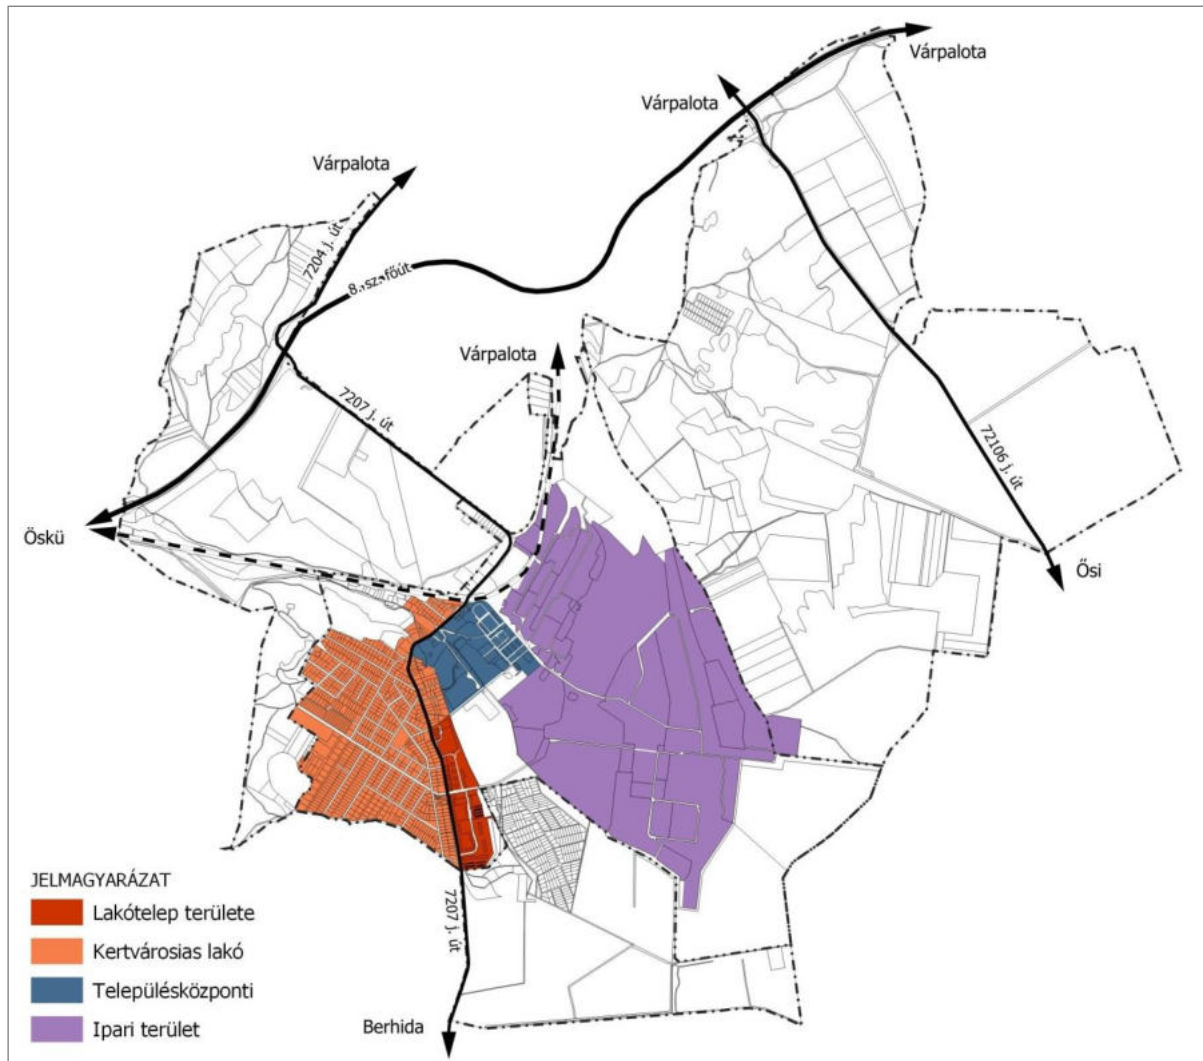 Várpalota
Várpalota
Várpalota
7204 j. út
8. sz. főút
Várpalota
7207 j. út
72106 j. út
Öskü
Ősi
JELMAGYARÁZAT
Lakótelep területe
Kertvárosias lakó
Településközponti
Ipari terület
7207 j. út
Berhida